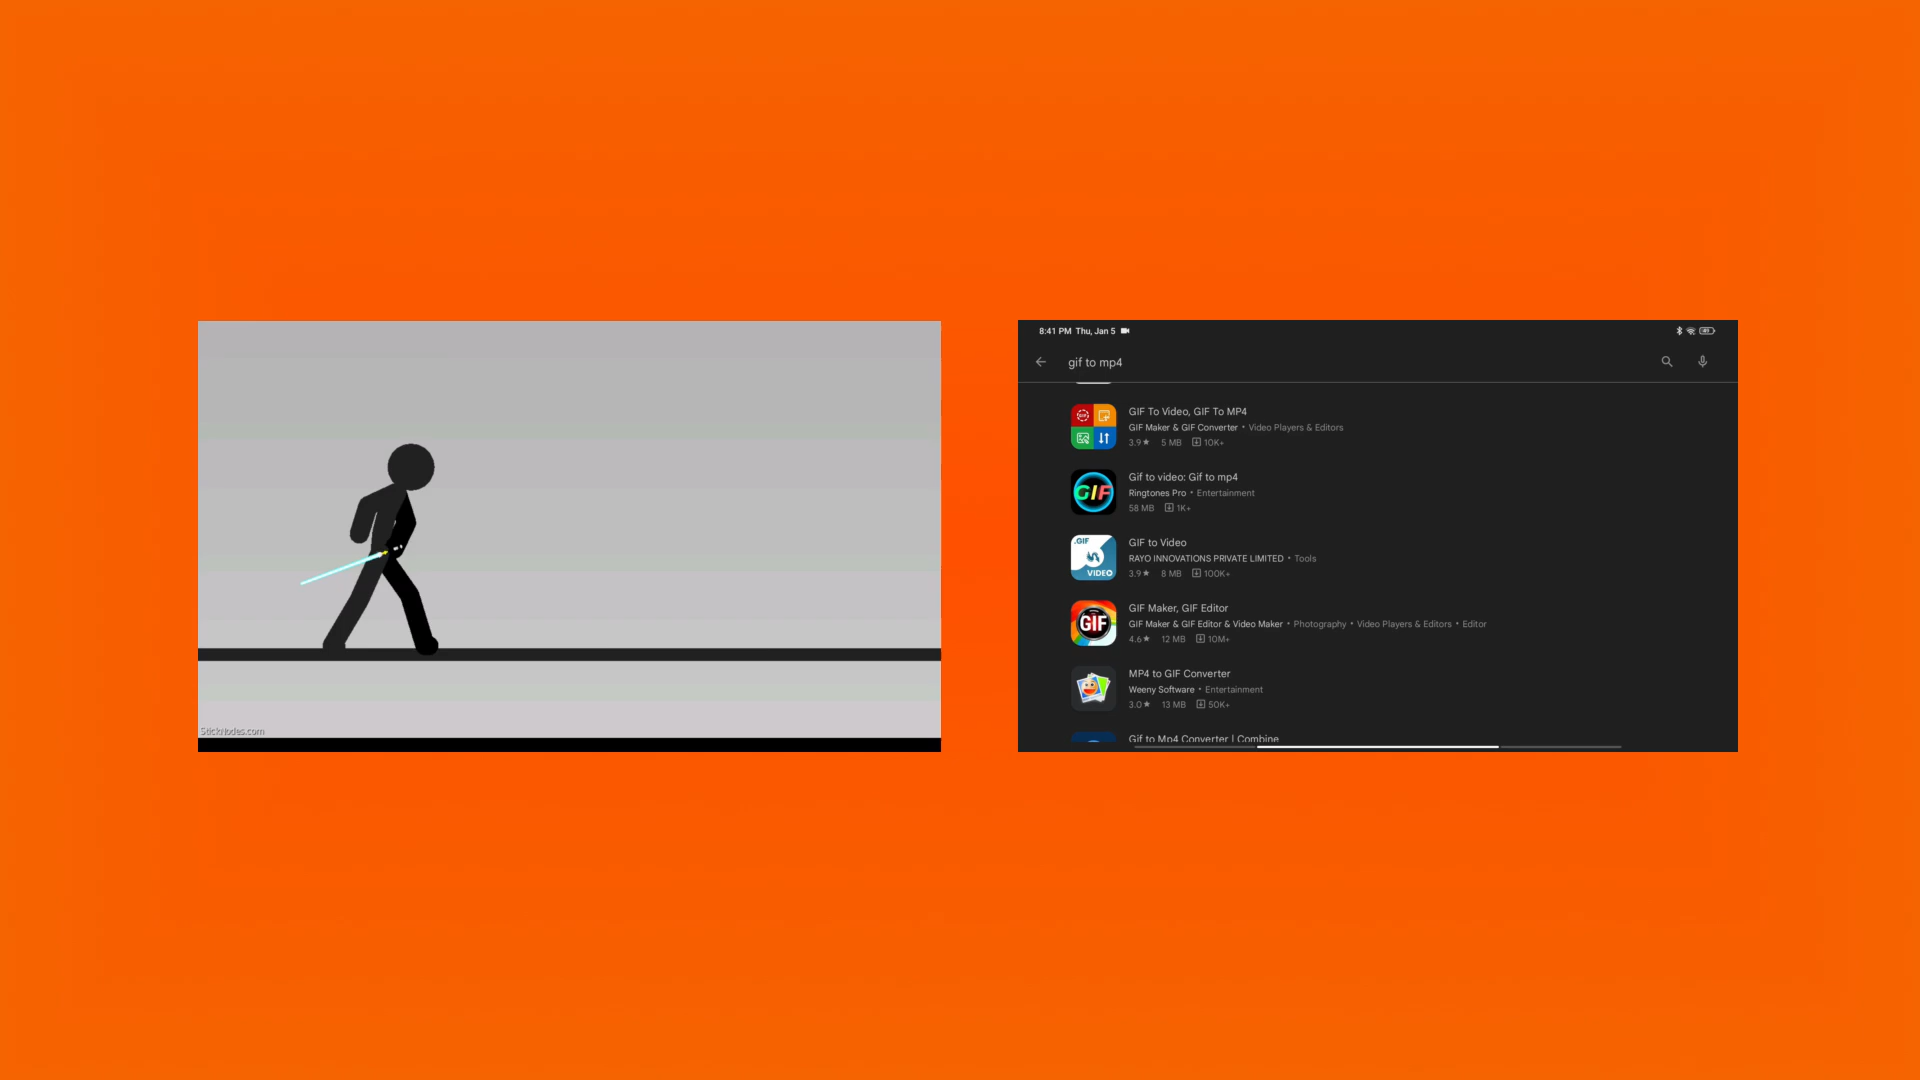 StickNodes.com
8:41 PM Thu, Jan 5
gif to mp4
GIF To Video, GIF To MP4
GIF Maker & GIF Converter • Video Players & Editors
3.9★ 5 MB 10K+
GIF
Gif to video: Gif to mp4
Ringtones Pro • Entertainment
58 MB 1K+
.GIF
VIDEO
GIF to Video
RAYO INNOVATIONS PRIVATE LIMITED • Tools
3.9★ 8 MB 100K+
GIF
GIF Maker, GIF Editor
GIF Maker & GIF Editor & Video Maker • Photography • Video Players & Editors • Editor
4.6★ 12 MB 10M+
MP4 to GIF Converter
Weeny Software • Entertainment
3.0★ 13 MB 50K+
Gif to Mp4 Converter | Combine